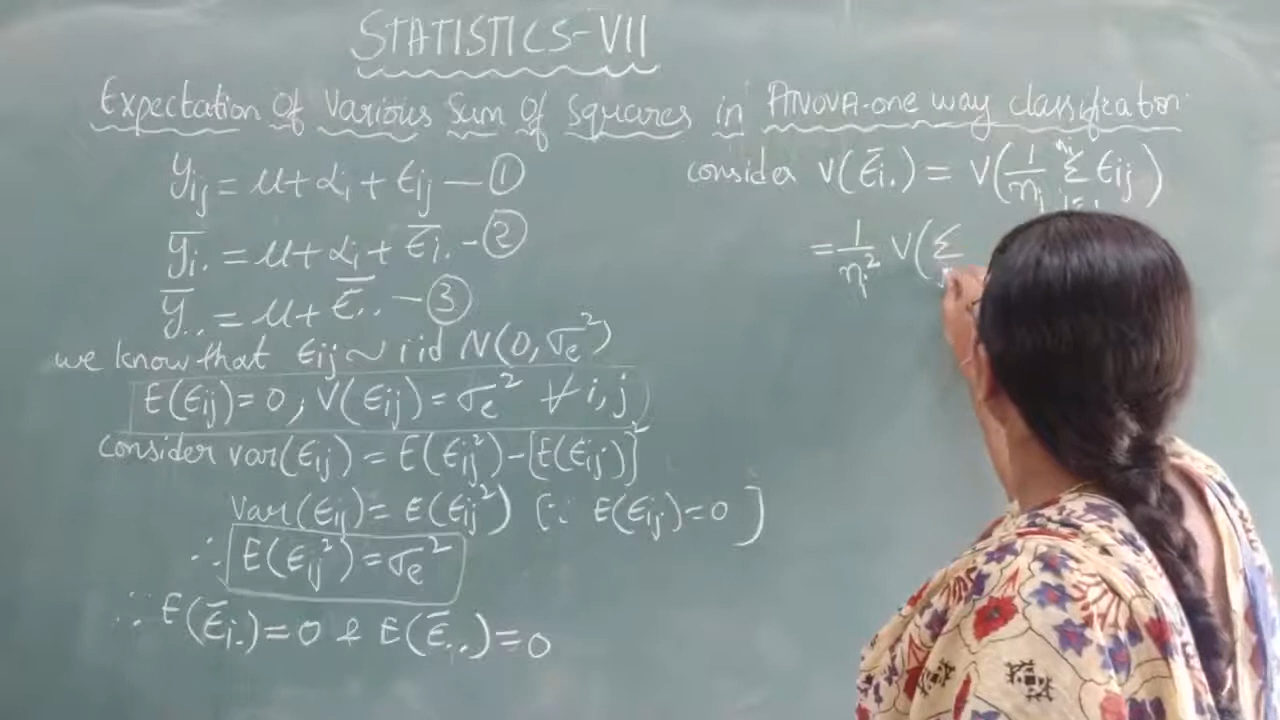 STATISTICS-VII
Expectation Of Various Sum Of Squares in ANOVA-one way classification
yij = μ + αi + ϵij — ①
ȳi. = μ + αi + ϵ̄i. - ②
ȳ.. = μ + ϵ̄.. — ③
we know that ϵij ~ iid N(0, σe²)
E(ϵij) = 0, V(ϵij) = σe² ∀ i, j
consider var(ϵij) = E(ϵij²) - [E(ϵij)]²
Var(ϵij) = E(ϵij²) [∵ E(ϵij) = 0]
∴ E(ϵij²) = σe²
∵ E(ϵ̄i.) = 0 & E(ϵ̄..) = 0
consider V(ϵ̄i.) = V(1/ni Σ ϵij)
= 1/ni² V(Σ